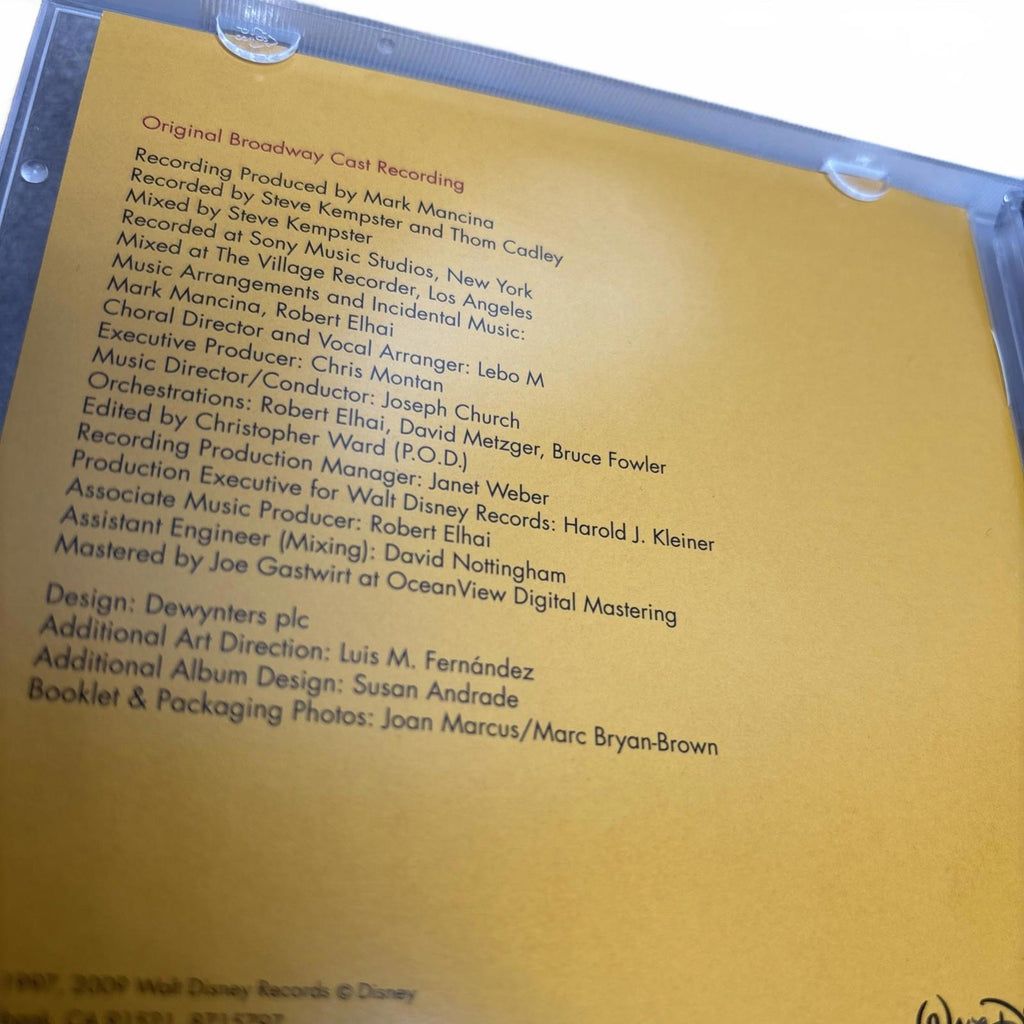 Original Broadway Cast Recording
Recording Produced by Mark Mancina
Recorded by Steve Kempster and Thom Cadley
Mixed by Steve Kempster
Recorded at Sony Music Studios, New York
Mixed at The Village Recorder, Los Angeles
Music Arrangements and Incidental Music:
Mark Mancina, Robert Elhai
Choral Director and Vocal Arranger: Lebo M
Executive Producer: Chris Montan
Music Director/Conductor: Joseph Church
Orchestrations: Robert Elhai, David Metzger, Bruce Fowler
Edited by Christopher Ward (P.O.D.)
Recording Production Manager: Janet Weber
Production Executive for Walt Disney Records: Harold J. Kleiner
Associate Music Producer: Robert Elhai
Assistant Engineer (Mixing): David Nottingham
Mastered by Joe Gastwirt at OceanView Digital Mastering
Design: Dewynters plc
Additional Art Direction: Luis M. Fernández
Additional Album Design: Susan Andrade
Booklet & Packaging Photos: Joan Marcus/Marc Bryan-Brown
1997, 2009 Walt Disney Records © Disney